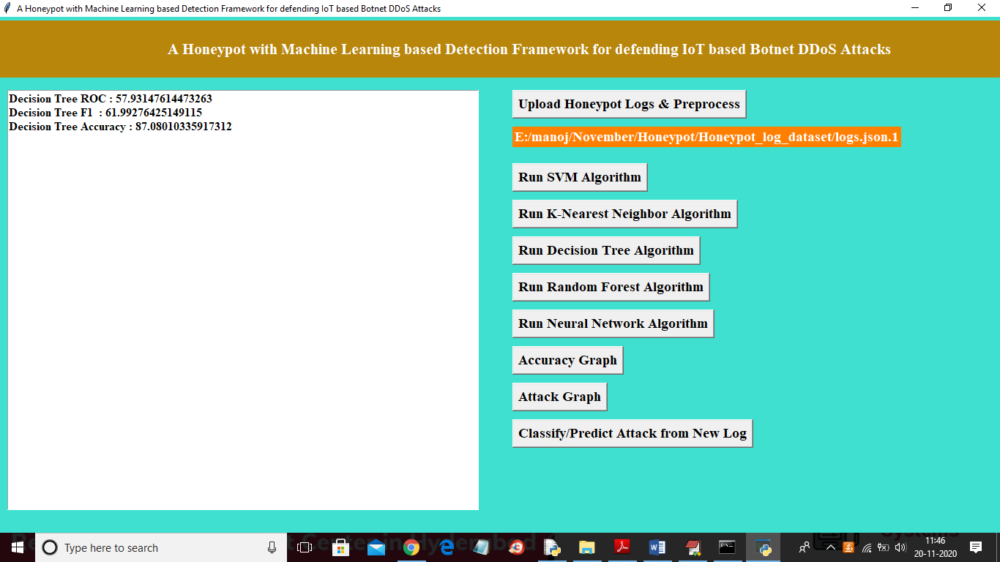 A Honeypot with Machine Learning based Detection Framework for defending IoT based Botnet DDoS Attacks
A Honeypot with Machine Learning based Detection Framework for defending IoT based Botnet DDoS Attacks
Decision Tree ROC : 57.93147614473263
Decision Tree F1 : 61.99276425149115
Decision Tree Accuracy : 87.08010335917312
Upload Honeypot Logs & Preprocess
E:/manoj/November/Honeypot/Honeypot_log_dataset/logs.json.1
Run SVM Algorithm
Run K-Nearest Neighbor Algorithm
Run Decision Tree Algorithm
Run Random Forest Algorithm
Run Neural Network Algorithm
Accuracy Graph
Attack Graph
Classify/Predict Attack from New Log
Type here to search
11:46
20-11-2020